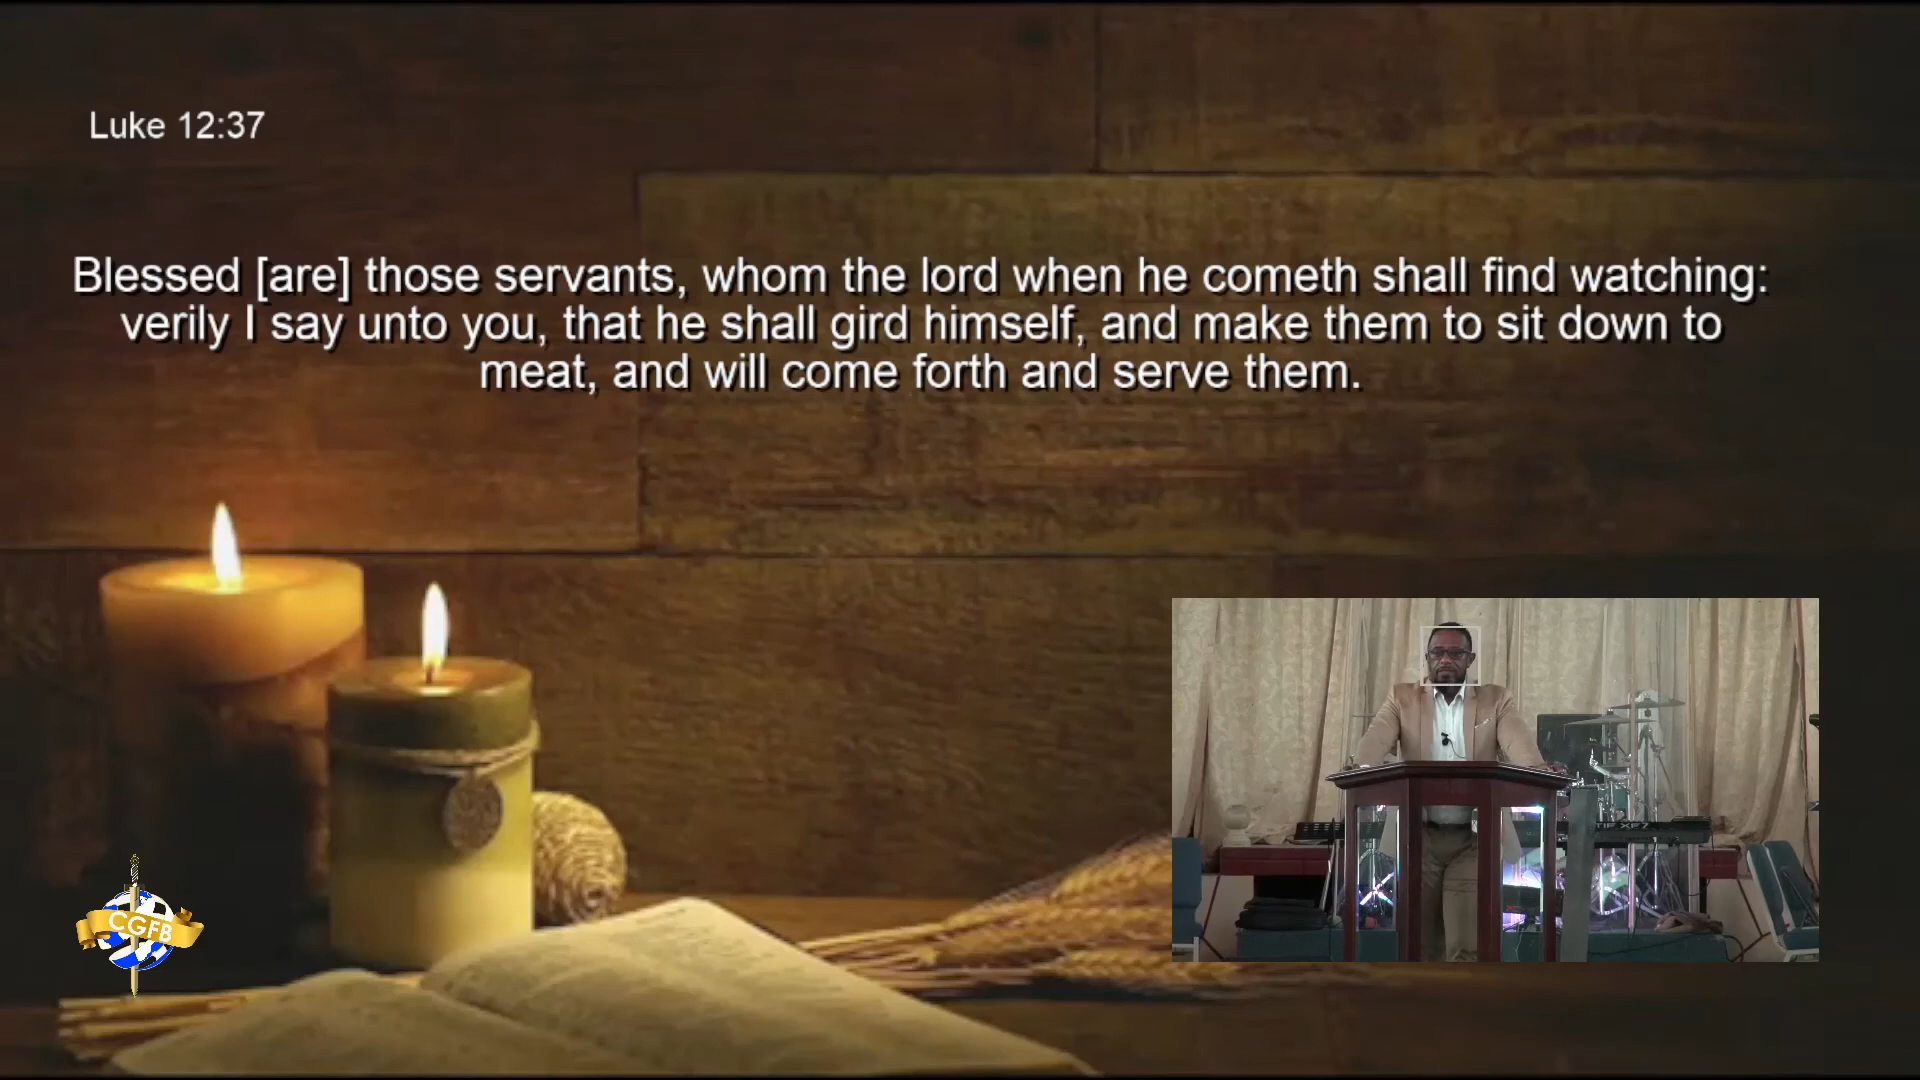 Luke 12:37
Blessed [are] those servants, whom the lord when he cometh shall find watching:
verily I say unto you, that he shall gird himself, and make them to sit down to
meat, and will come forth and serve them.
CGFB
XF7